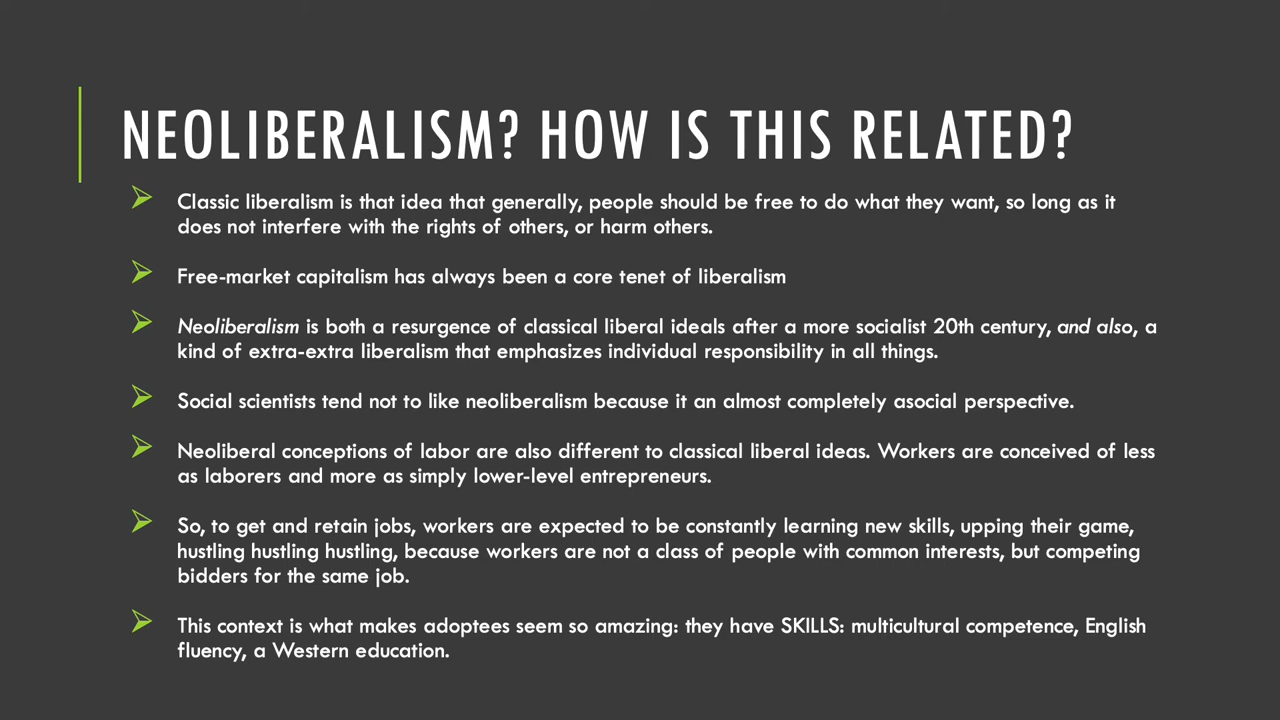 NEOLIBERALISM? HOW IS THIS RELATED?
Classic liberalism is that idea that generally, people should be free to do what they want, so long as it
does not interfere with the rights of others, or harm others.
Free-market capitalism has always been a core tenet of liberalism
Neoliberalism is both a resurgence of classical liberal ideals after a more socialist 20th century, and also, a
kind of extra-extra liberalism that emphasizes individual responsibility in all things.
Social scientists tend not to like neoliberalism because it an almost completely asocial perspective.
Neoliberal conceptions of labor are also different to classical liberal ideas. Workers are conceived of less
as laborers and more as simply lower-level entrepreneurs.
So, to get and retain jobs, workers are expected to be constantly learning new skills, upping their game,
hustling hustling hustling, because workers are not a class of people with common interests, but competing
bidders for the same job.
This context is what makes adoptees seem so amazing: they have SKILLS: multicultural competence, English
fluency, a Western education.